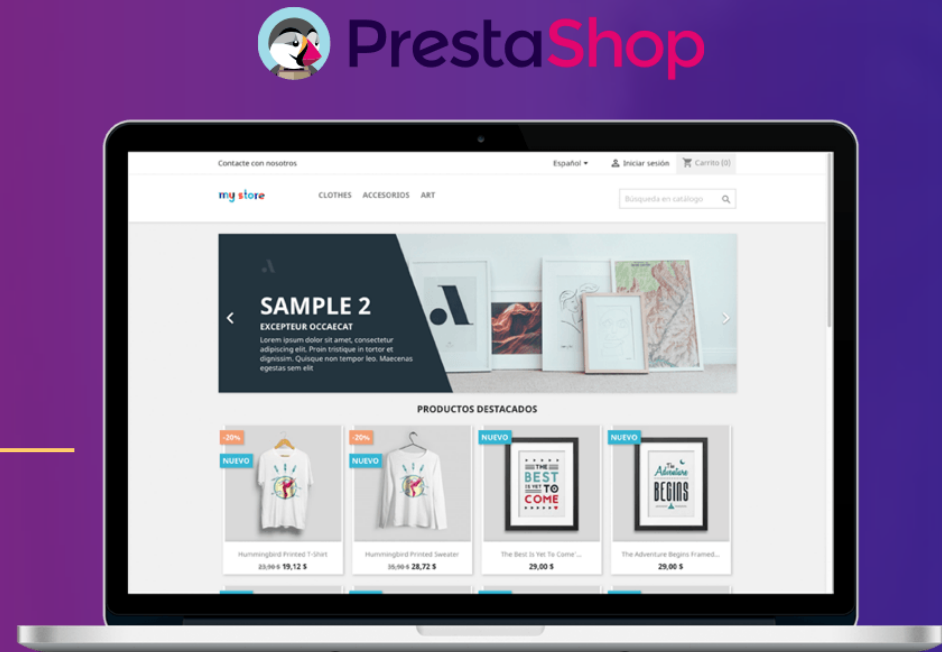 PrestaShop
Contacte con nosotros
Español
Iniciar sesión
Carrito (0)
my store
CLOTHES ACCESORIOS ART
Búsqueda en catálogo
A
SAMPLE 2
EXCEPTEUR OCCAECAT
Lorem ipsum dolor sit amet, consectetur
adipiscing elit. Proin tristique in tortor et
dignissim. Quisque non tempor leo. Maecenas
egestas sem elit
PRODUCTOS DESTACADOS
-20%
NUEVO
Hummingbird Printed T-Shirt
23,90 $ 19,12 $
-20%
NUEVO
Hummingbird Printed Sweater
35,90 $ 28,72 $
NUEVO
THE
BEST
IS YET TO
COME
The Best Is Yet To Come'...
29,00 $
NUEVO
The
Adventure
BEGINS
The Adventure Begins Framed...
29,00 $